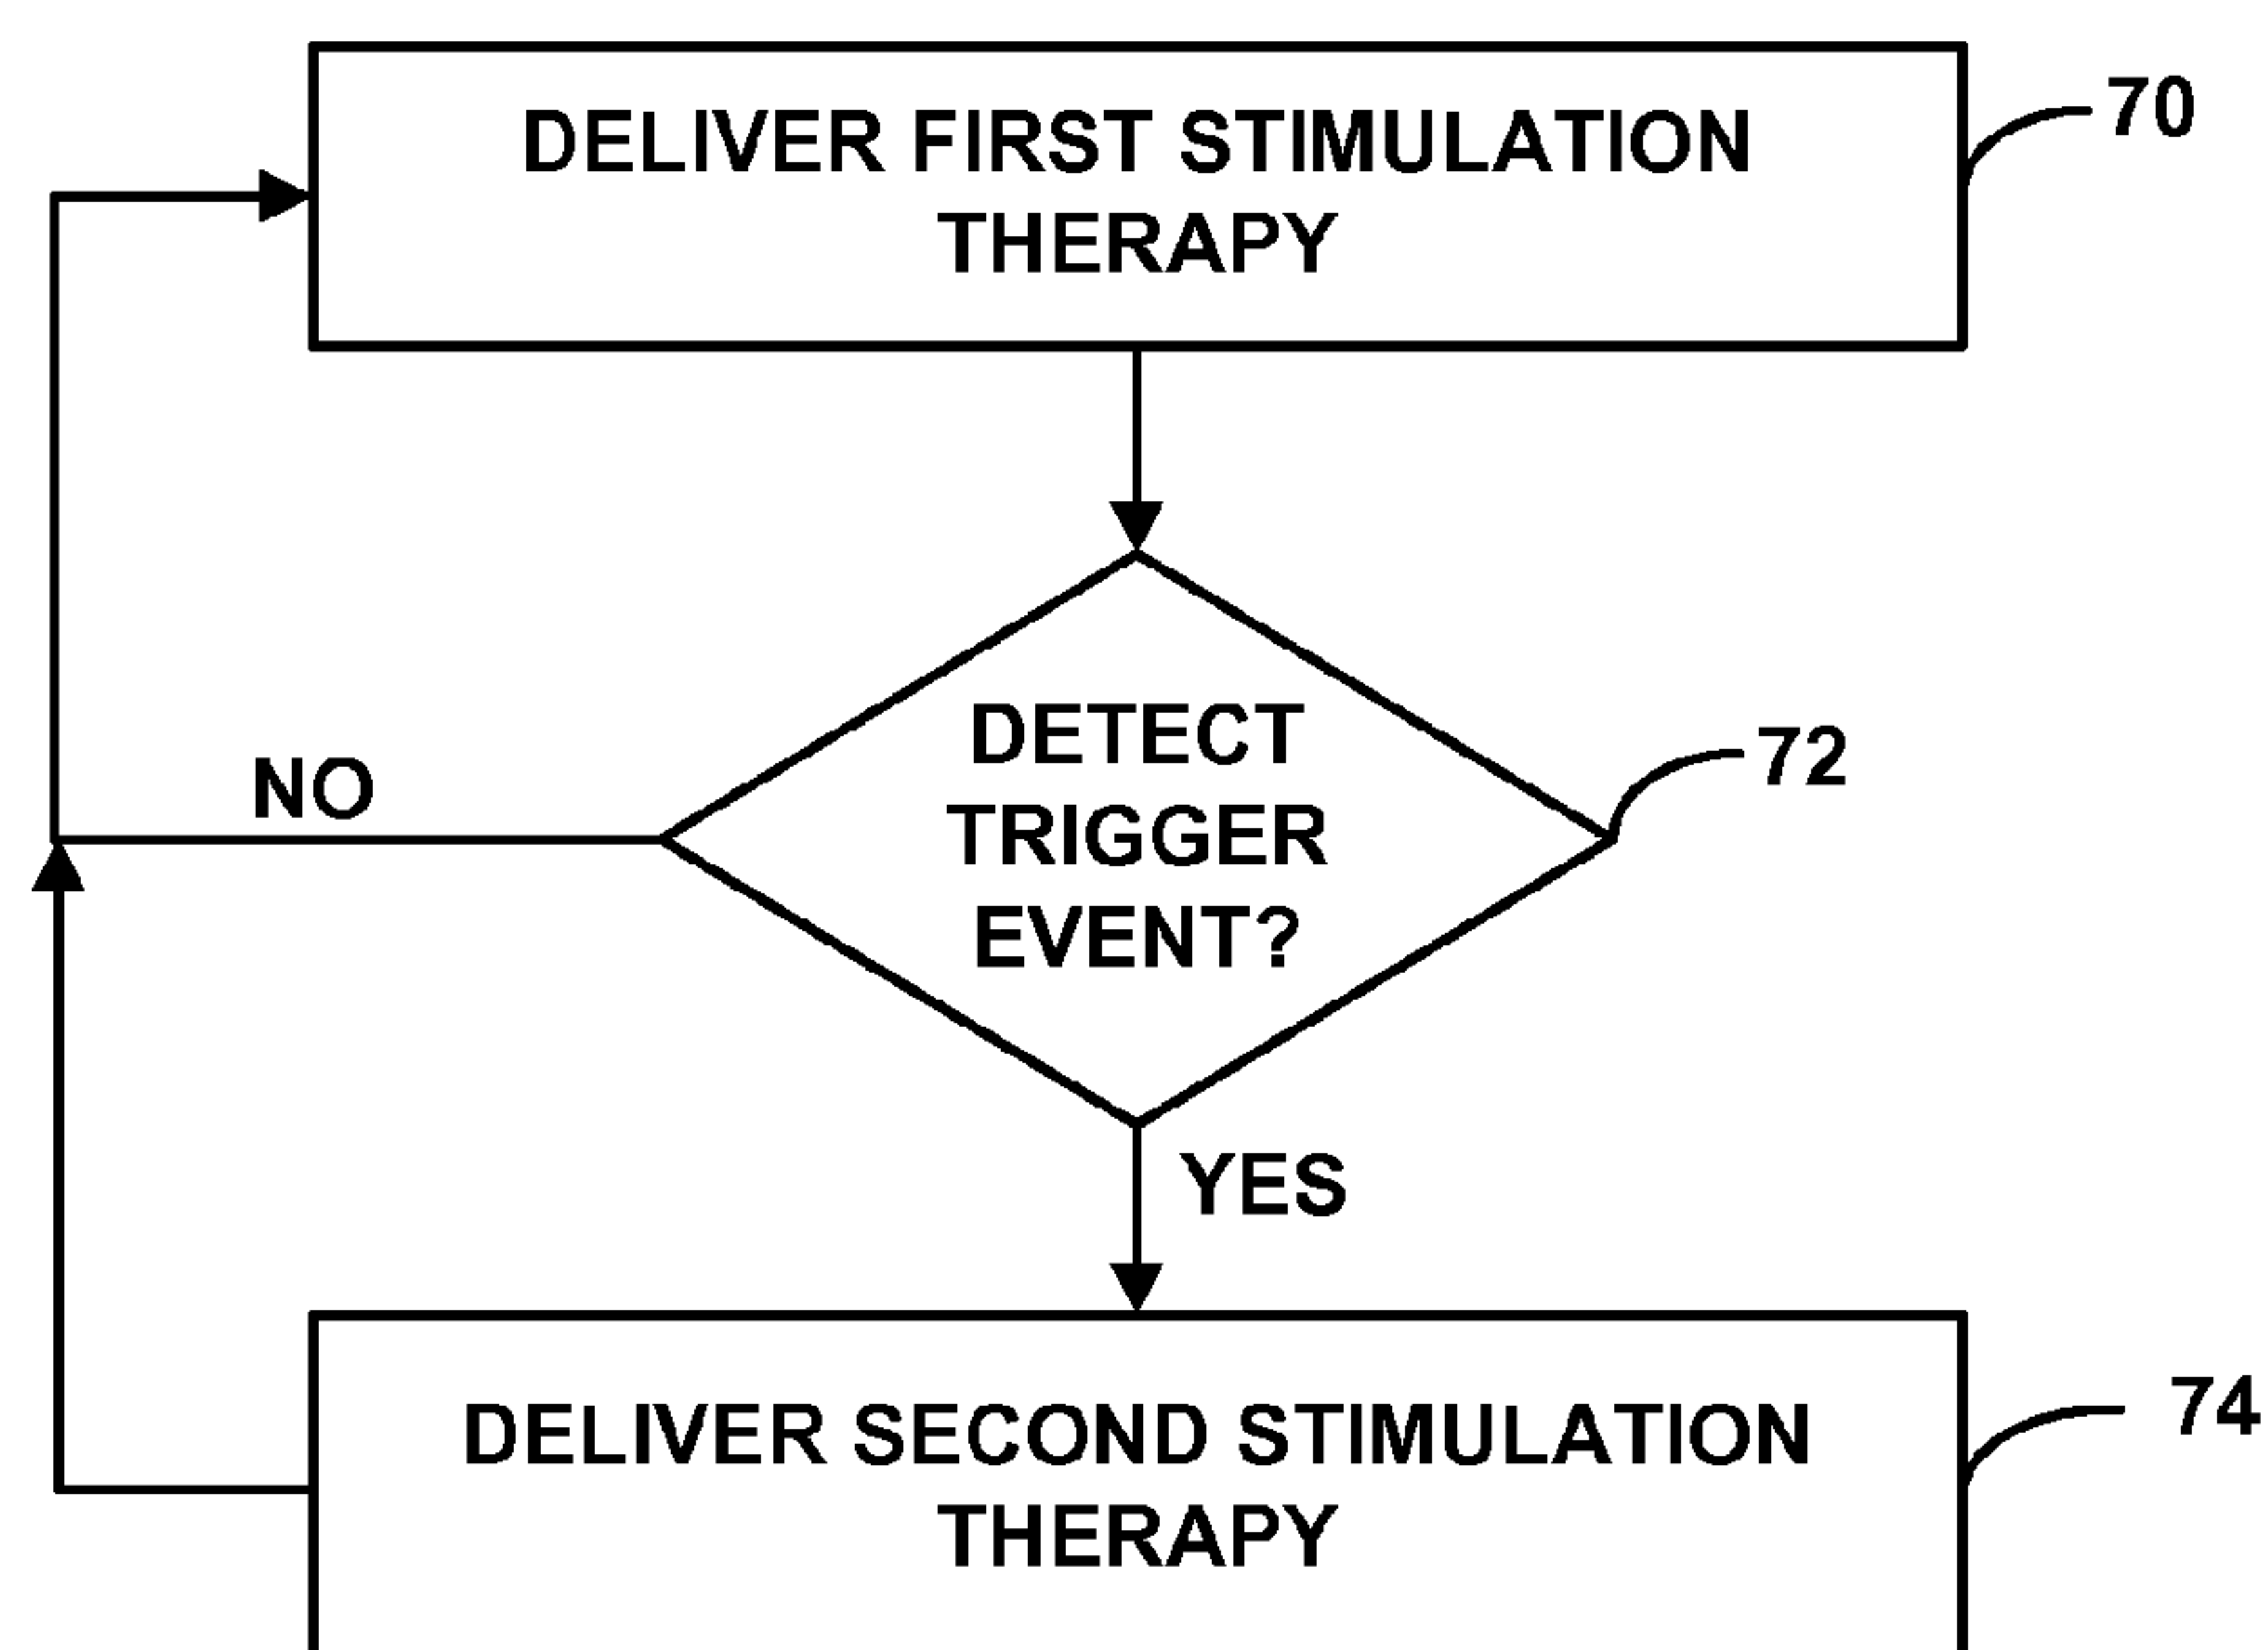 DELIVER FIRST STIMULATION
THERAPY
70
DETECT
TRIGGER
EVENT?
72
NO
YES
DELIVER SECOND STIMULATION
THERAPY
74